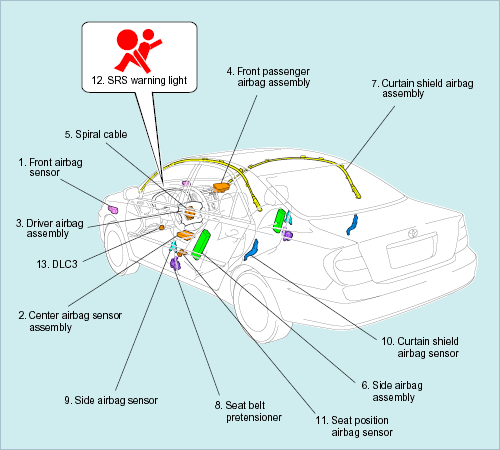 12. SRS warning light
4. Front passenger
airbag assembly
7. Curtain shield airbag
assembly
5. Spiral cable
1. Front airbag
sensor
3. Driver airbag
assembly
13. DLC3
2. Center airbag sensor
assembly
10. Curtain shield
airbag sensor
6. Side airbag
assembly
9. Side airbag sensor
8. Seat belt
pretensioner
11. Seat position
airbag sensor